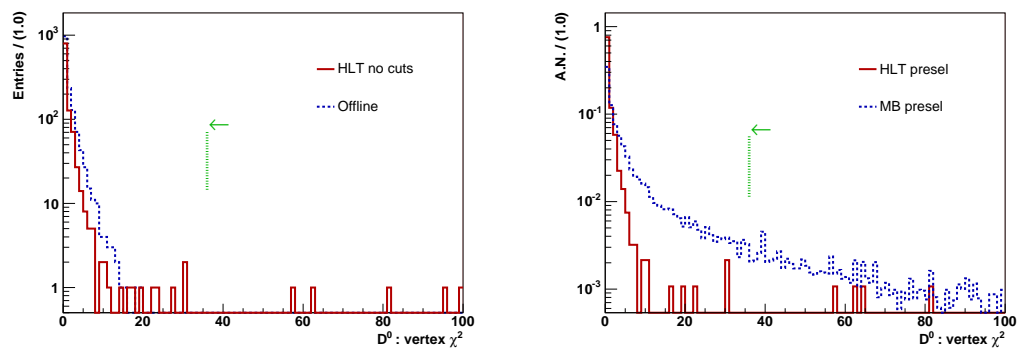 Entries / (1.0)
10³
10²
10
1
HLT no cuts
Offline
0 20 40 60 80 100
D⁰ : vertex χ²
A.N. / (1.0)
1
10⁻¹
10⁻²
10⁻³
HLT presel
MB presel
0 20 40 60 80 100
D⁰ : vertex χ²